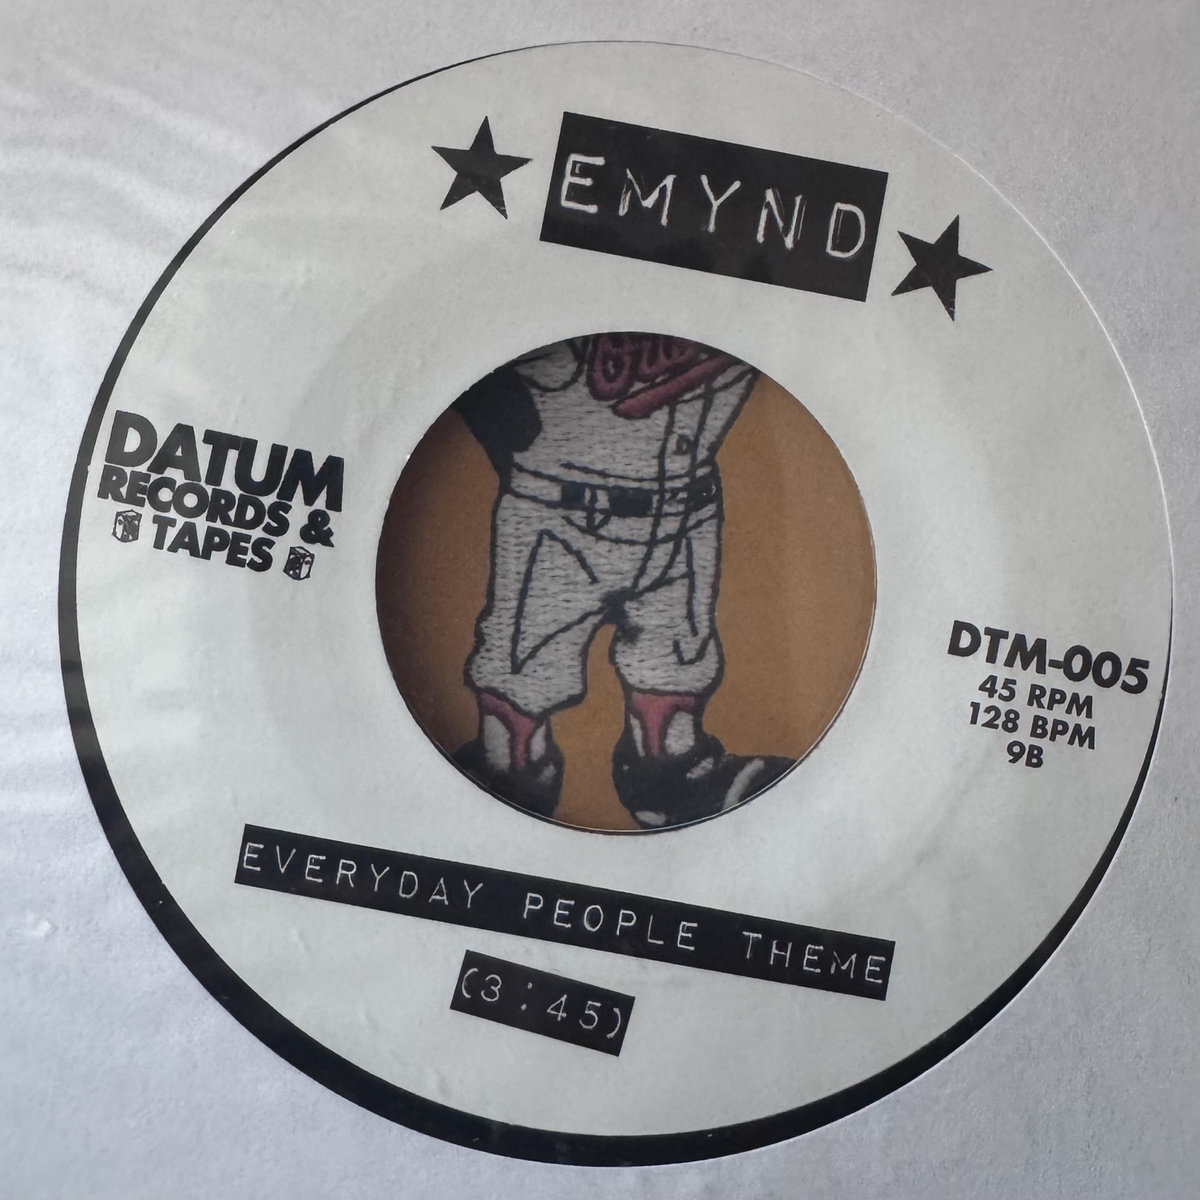 EMYND
DATUM
RECORDS &
TAPES
DTM-005
45 RPM
128 BPM
9B
EVERYDAY PEOPLE THEME
(3:45)